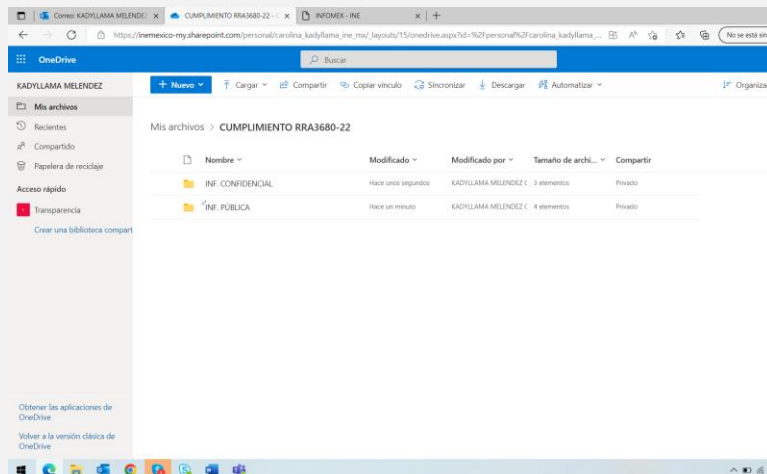 Correo: KADYLLAMA MELENDE
CUMPLIMIENTO RRA3680-22 - C
INFOMEX - INE
https://inemexico-my.sharepoint.com/personal/carolina_kadyllama_ine_mx/_layouts/15/onedrive.aspx?id=%2Fpersonal%2Fcarolina_kadyllama_...
No se está sin
OneDrive
Buscar
KADYLLAMA MELENDEZ
+ Nuevo
Cargar
Compartir
Copiar vínculo
Sincronizar
Descargar
Automatizar
Organiza
Mis archivos
Recientes
Compartido
Papelera de reciclaje
Acceso rápido
Transparencia
Crear una biblioteca compart
Mis archivos > CUMPLIMIENTO RRA3680-22
Nombre Modificado Modificado por Tamaño de archi... Compartir
INF. CONFIDENCIAL Hace unos segundos KADYLLAMA MELENDEZ C 3 elementos Privado
INF. PÚBLICA Hace un minuto KADYLLAMA MELENDEZ C 4 elementos Privado
Obtener las aplicaciones de
OneDrive
Volver a la versión clásica de
OneDrive